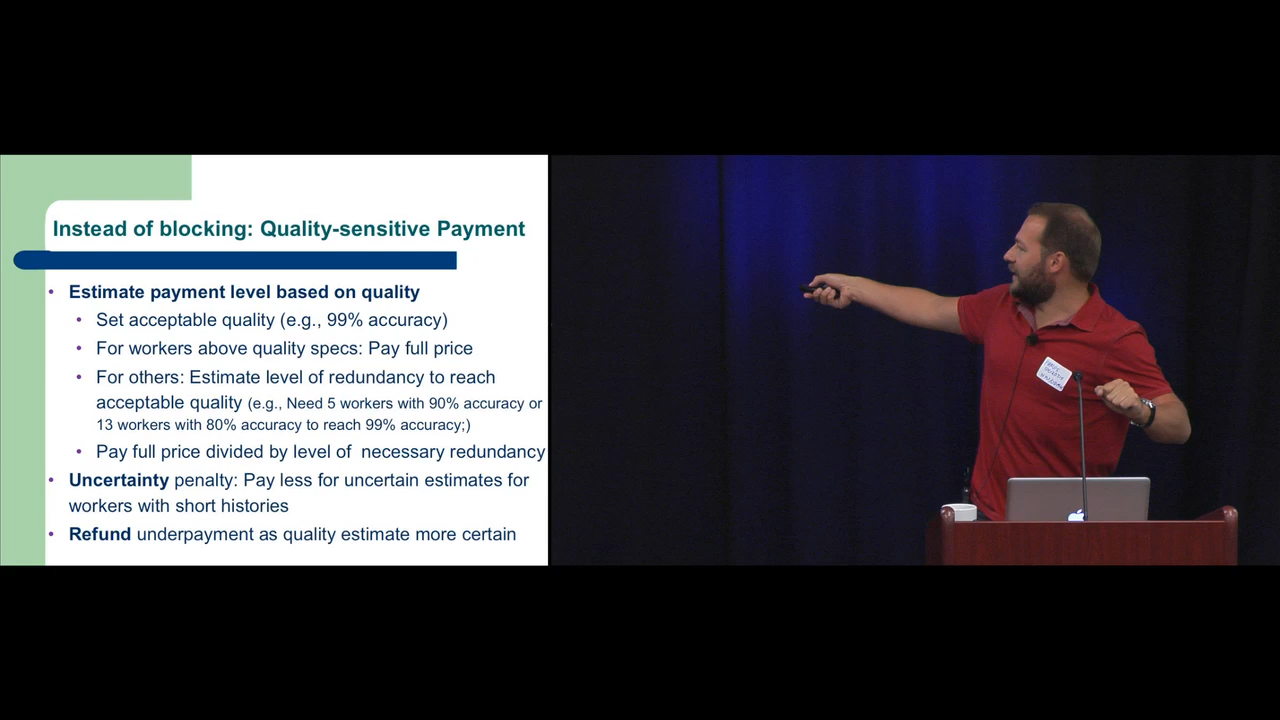 Instead of blocking: Quality-sensitive Payment
• Estimate payment level based on quality
• Set acceptable quality (e.g., 99% accuracy)
• For workers above quality specs: Pay full price
• For others: Estimate level of redundancy to reach
acceptable quality (e.g., Need 5 workers with 90% accuracy or
13 workers with 80% accuracy to reach 99% accuracy;)
• Pay full price divided by level of  necessary redundancy
• Uncertainty penalty: Pay less for uncertain estimates for
workers with short histories
• Refund underpayment as quality estimate more certain